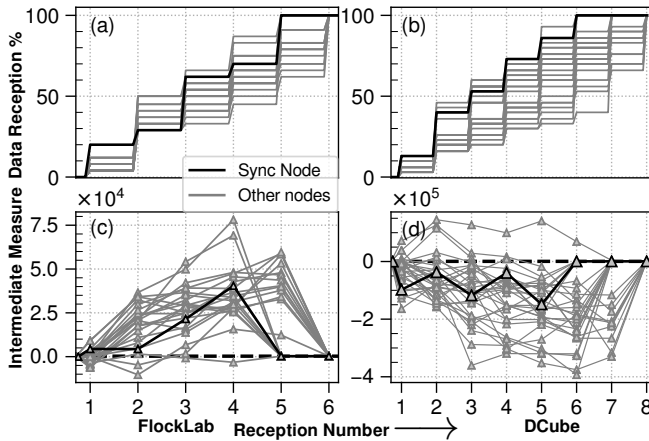 (a)
(b)
Data Reception %
100
50
0
100
50
0
Sync Node
Other nodes
×10⁴
×10⁵
Intermediate Measure
(c)
(d)
7.5
5.0
2.5
0.0
0
−2
−4
1 2 3 4 5 6
1 2 3 4 5 6 7 8
FlockLab Reception Number DCube